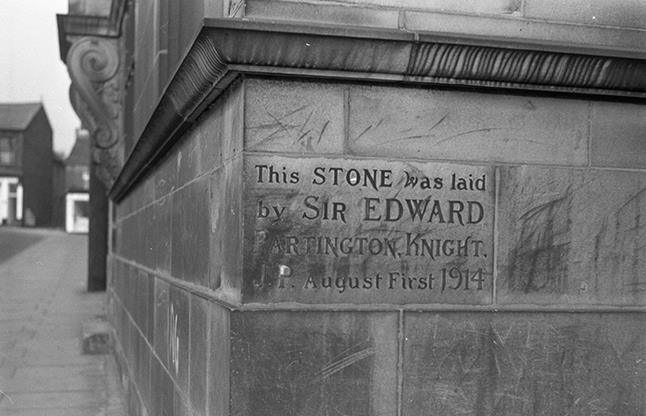 This STONE was laid
by SIR EDWARD
PARTINGTON, KNIGHT.
J.P. August First 1914